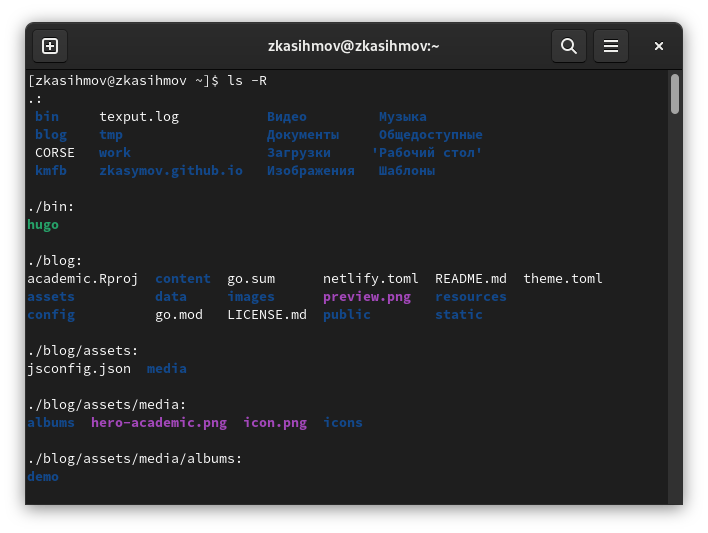 zkasihmov@zkasihmov:~
[zkasihmov@zkasihmov ~]$ ls -R
.:
bin texput.log Видео Музыка
blog tmp Документы Общедоступные
CORSE work Загрузки 'Рабочий стол'
kmfb zkasymov.github.io Изображения Шаблоны
./bin:
hugo
./blog:
academic.Rproj content go.sum netlify.toml README.md theme.toml
assets data images preview.png resources
config go.mod LICENSE.md public static
./blog/assets:
jsconfig.json media
./blog/assets/media:
albums hero-academic.png icon.png icons
./blog/assets/media/albums:
demo